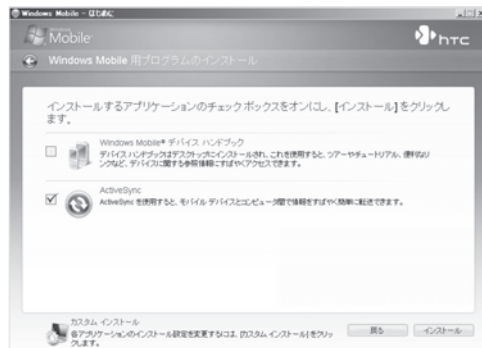 Windows Mobile - はじめに
Windows
Mobile
htc
Windows Mobile 用プログラムのインストール
インストールするアプリケーションのチェック ボックスをオンにし、[インストール] をクリックし
ます。
Windows Mobile® デバイス ハンドブック
デバイス ハンドブックはデスクトップにインストールされ、これを使用すると、ツアーやチュートリアル、便利なリ
ンクなど、デバイスに関する参照情報にすばやくアクセスできます。
ActiveSync
ActiveSync を使用すると、モバイル デバイスとコンピュータ間で情報をすばやく簡単に転送できます。
カスタム インストール
各アプリケーションのインストール設定を変更するには、[カスタム インストール] をクリッ
クします。
戻る
インストール